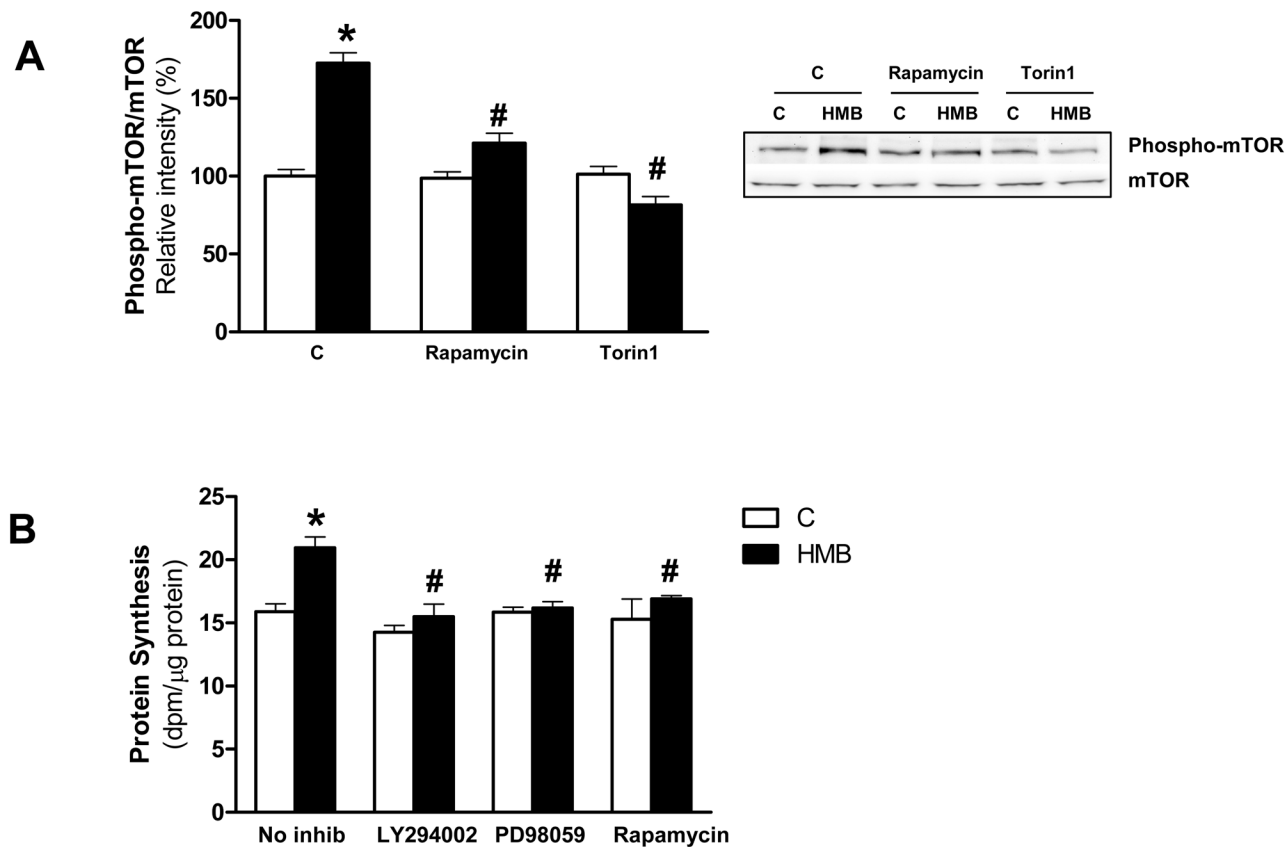 A
Phospho-mTOR/mTOR
Relative intensity (%)
200
150
100
50
0
*
#
#
C
Rapamycin
Torin1
C
Rapamycin
Torin1
C HMB C HMB C HMB
Phospho-mTOR
mTOR
B
Protein Synthesis
(dpm/μg protein)
25
20
15
10
5
0
*
#
#
#
No inhib
LY294002
PD98059
Rapamycin
C
HMB